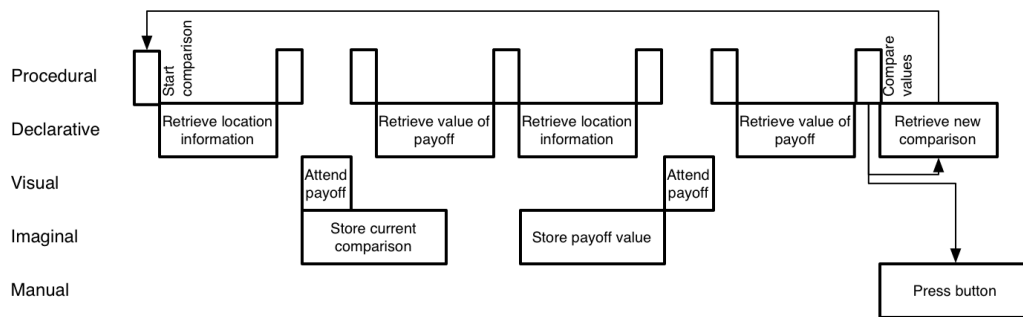 Procedural
Start
comparison
Compare
values
Declarative
Retrieve location
information
Retrieve value of
payoff
Retrieve location
information
Retrieve value of
payoff
Retrieve new
comparison
Visual
Attend
payoff
Attend
payoff
Imaginal
Store current
comparison
Store payoff value
Manual
Press button